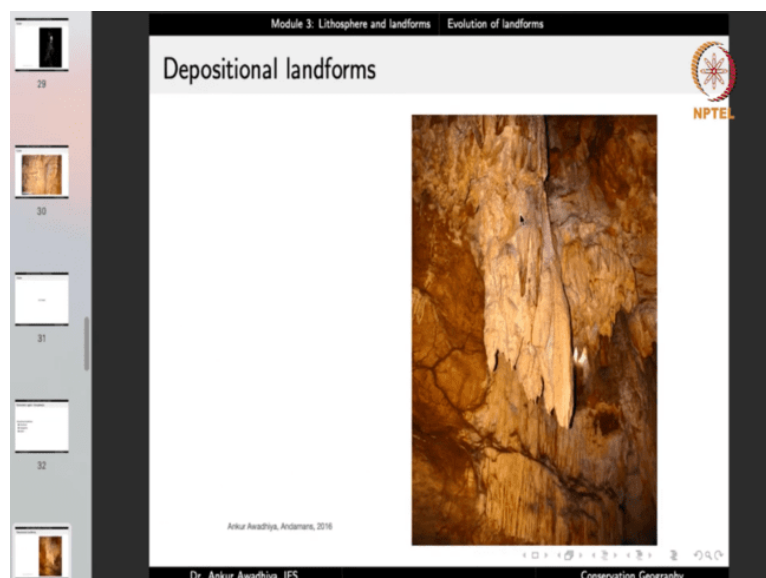 Module 3: Lithosphere and landforms Evolution of landforms
Depositional landforms
NPTEL
29
30
31
32
Ankur Awadhiya, Andamans, 2016
Dr. Ankur Awadhiya, IFS Conservation Geography